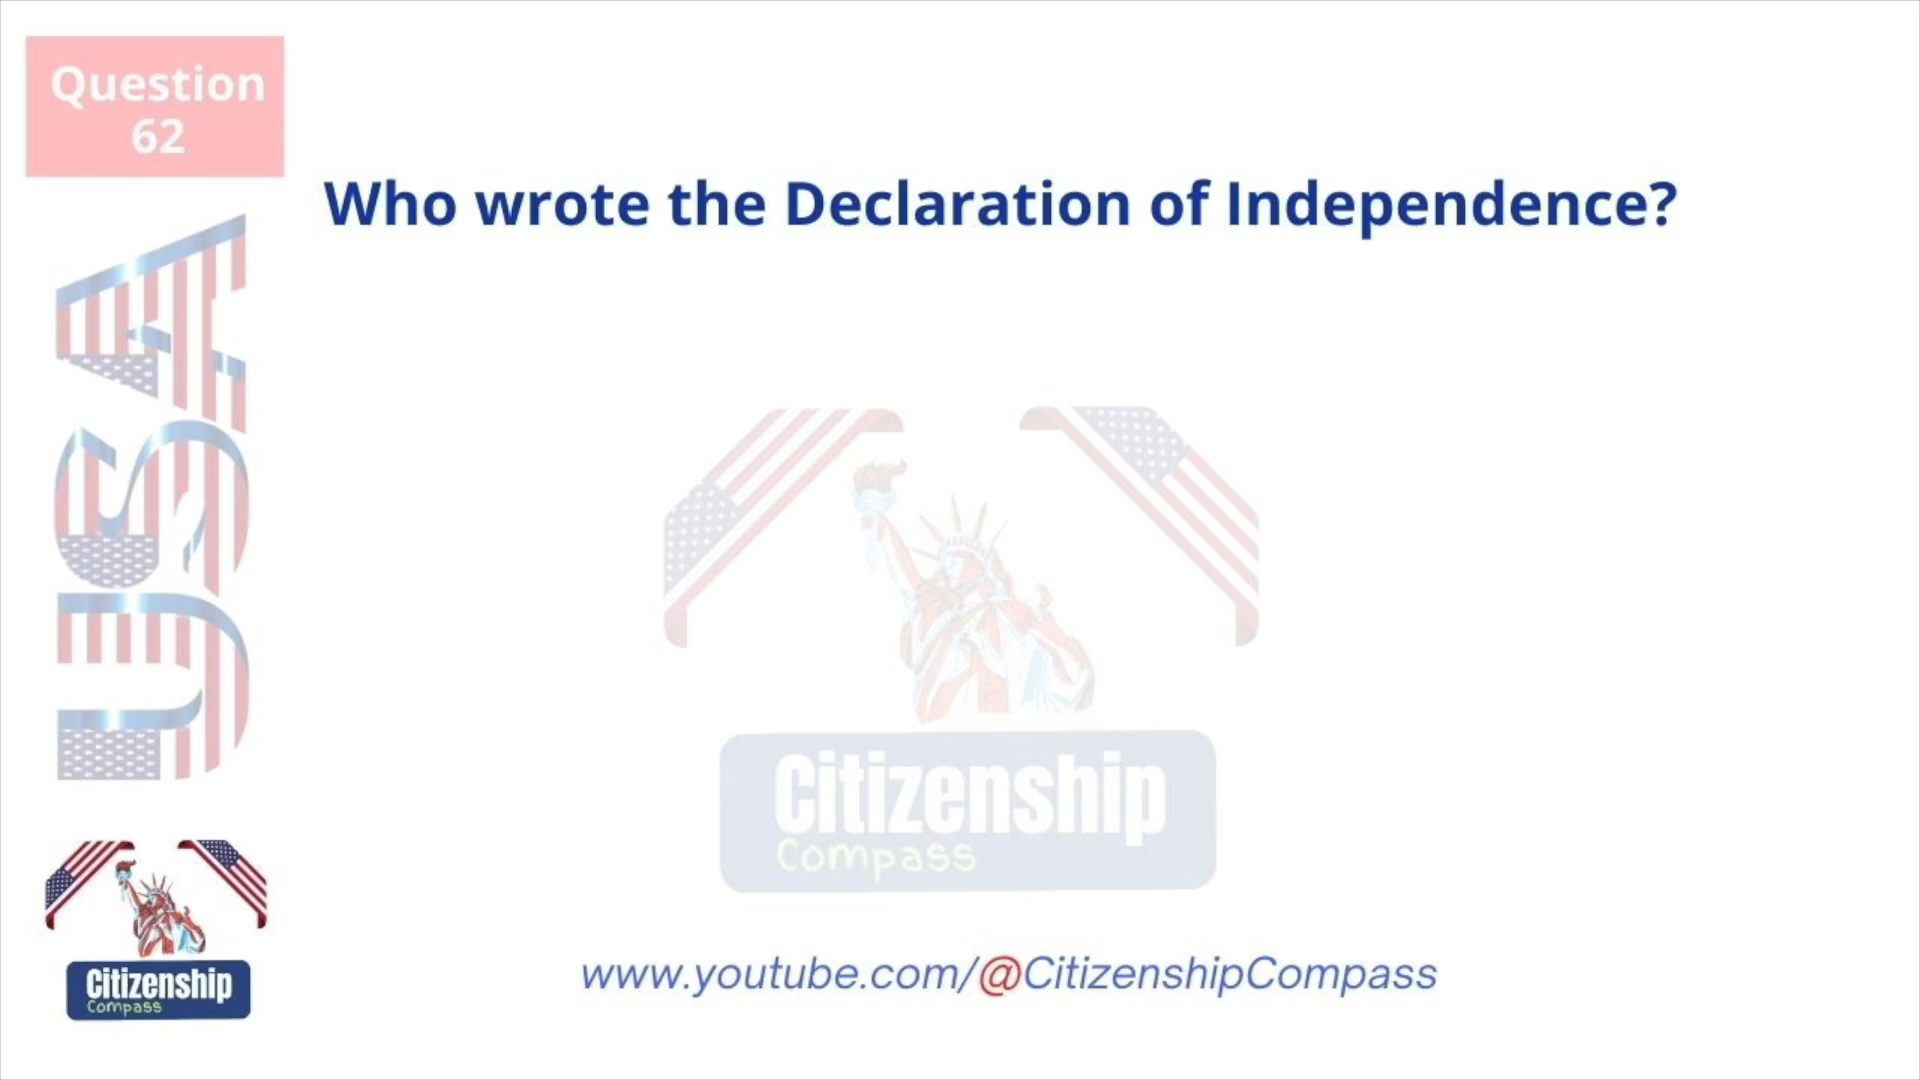 Question
62
Who wrote the Declaration of Independence?
USA
Citizenship
Compass
Citizenship
Compass
www.youtube.com/@CitizenshipCompass